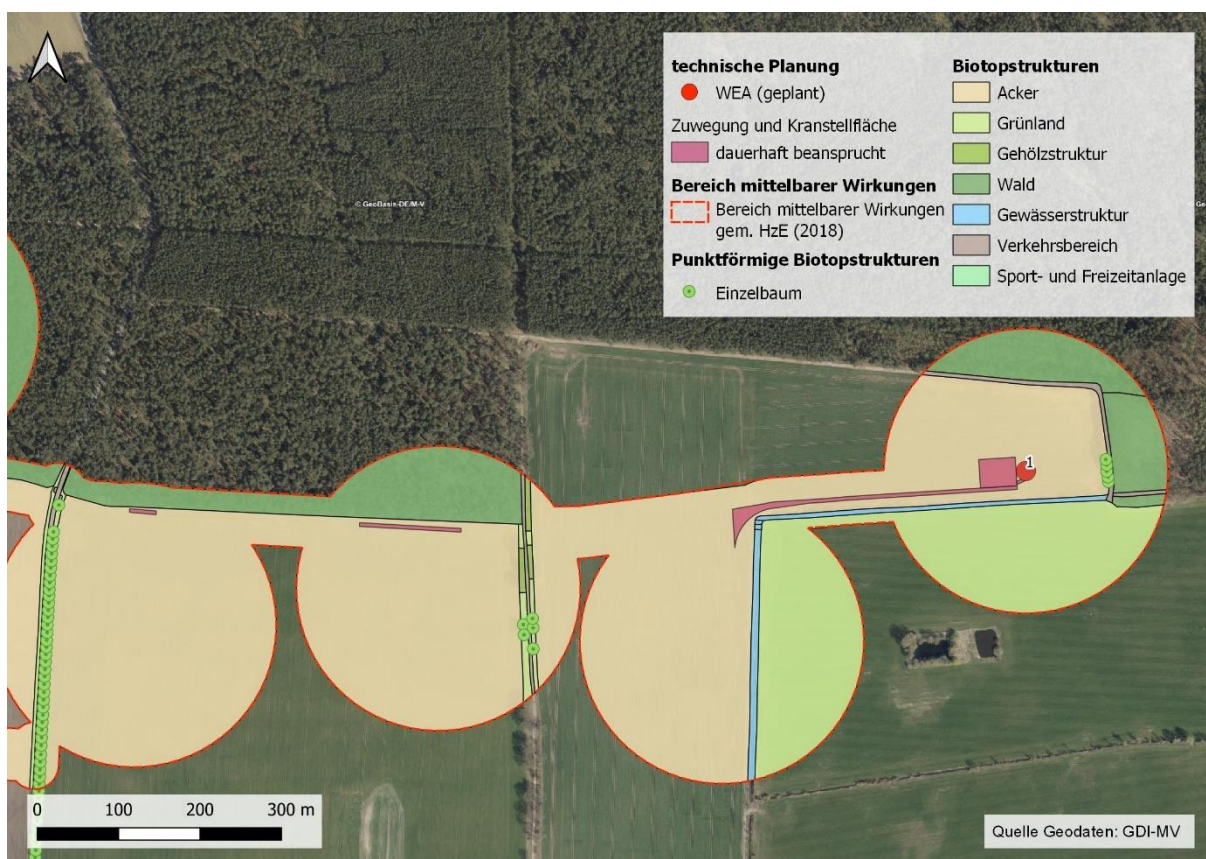 technische Planung
WEA (geplant)
Zuwegung und Kranstellfläche
dauerhaft beansprucht
Bereich mittelbarer Wirkungen
Bereich mittelbarer Wirkungen
gem. HzE (2018)
Punktförmige Biotopstrukturen
Einzelbaum
Biotopstrukturen
Acker
Grünland
Gehölzstruktur
Wald
Gewässerstruktur
Verkehrsbereich
Sport- und Freizeitanlage
© GeoBasis-DE/M-V
1
0 100 200 300 m
Quelle Geodaten: GDI-MV